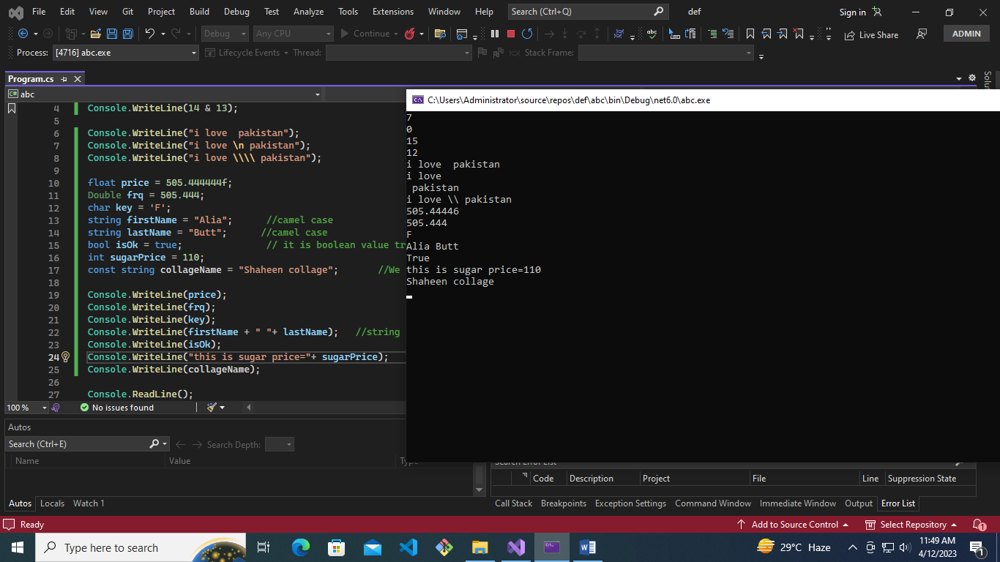 File Edit View Git Project Build Debug Test Analyze Tools Extensions Window Help Search (Ctrl+Q) def Sign in
Debug Any CPU Continue Live Share ADMIN
Process: [4716] abc.exe Lifecycle Events Thread: Stack Frame:
Program.cs
abc
4 Console.WriteLine(14 & 13);
5
6 Console.WriteLine("i love  pakistan");
7 Console.WriteLine("i love \n pakistan");
8 Console.WriteLine("i love \\\\ pakistan");
9
10 float price = 505.444444f;
11 Double frq = 505.444;
12 char key = 'F';
13 string firstName = "Alia"; //camel case
14 string lastName = "Butt"; //camel case
15 bool isOk = true; // it is boolean value tr
16 int sugarPrice = 110;
17 const string collageName = "Shaheen collage"; //We
18
19 Console.WriteLine(price);
20 Console.WriteLine(frq);
21 Console.WriteLine(key);
22 Console.WriteLine(firstName + " "+ lastName); //string
23 Console.WriteLine(isOk);
24 Console.WriteLine("this is sugar price="+ sugarPrice);
25 Console.WriteLine(collageName);
26
27 Console.ReadLine();
100 % No issues found
C:\Users\Administrator\source\repos\def\abc\bin\Debug\net6.0\abc.exe
7
0
15
12
i love  pakistan
i love
 pakistan
i love \\ pakistan
505.44446
505.444
F
Alia Butt
True
this is sugar price=110
Shaheen collage
Autos
Search (Ctrl+E) Search Depth:
Name Value Type
Autos Locals Watch 1
Search Error List
Code Description Project File Line Suppression State
Call Stack Breakpoints Exception Settings Command Window Immediate Window Output Error List
Ready Add to Source Control Select Repository 1
Type here to search 29°C Haze 11:49 AM
4/12/2023 1